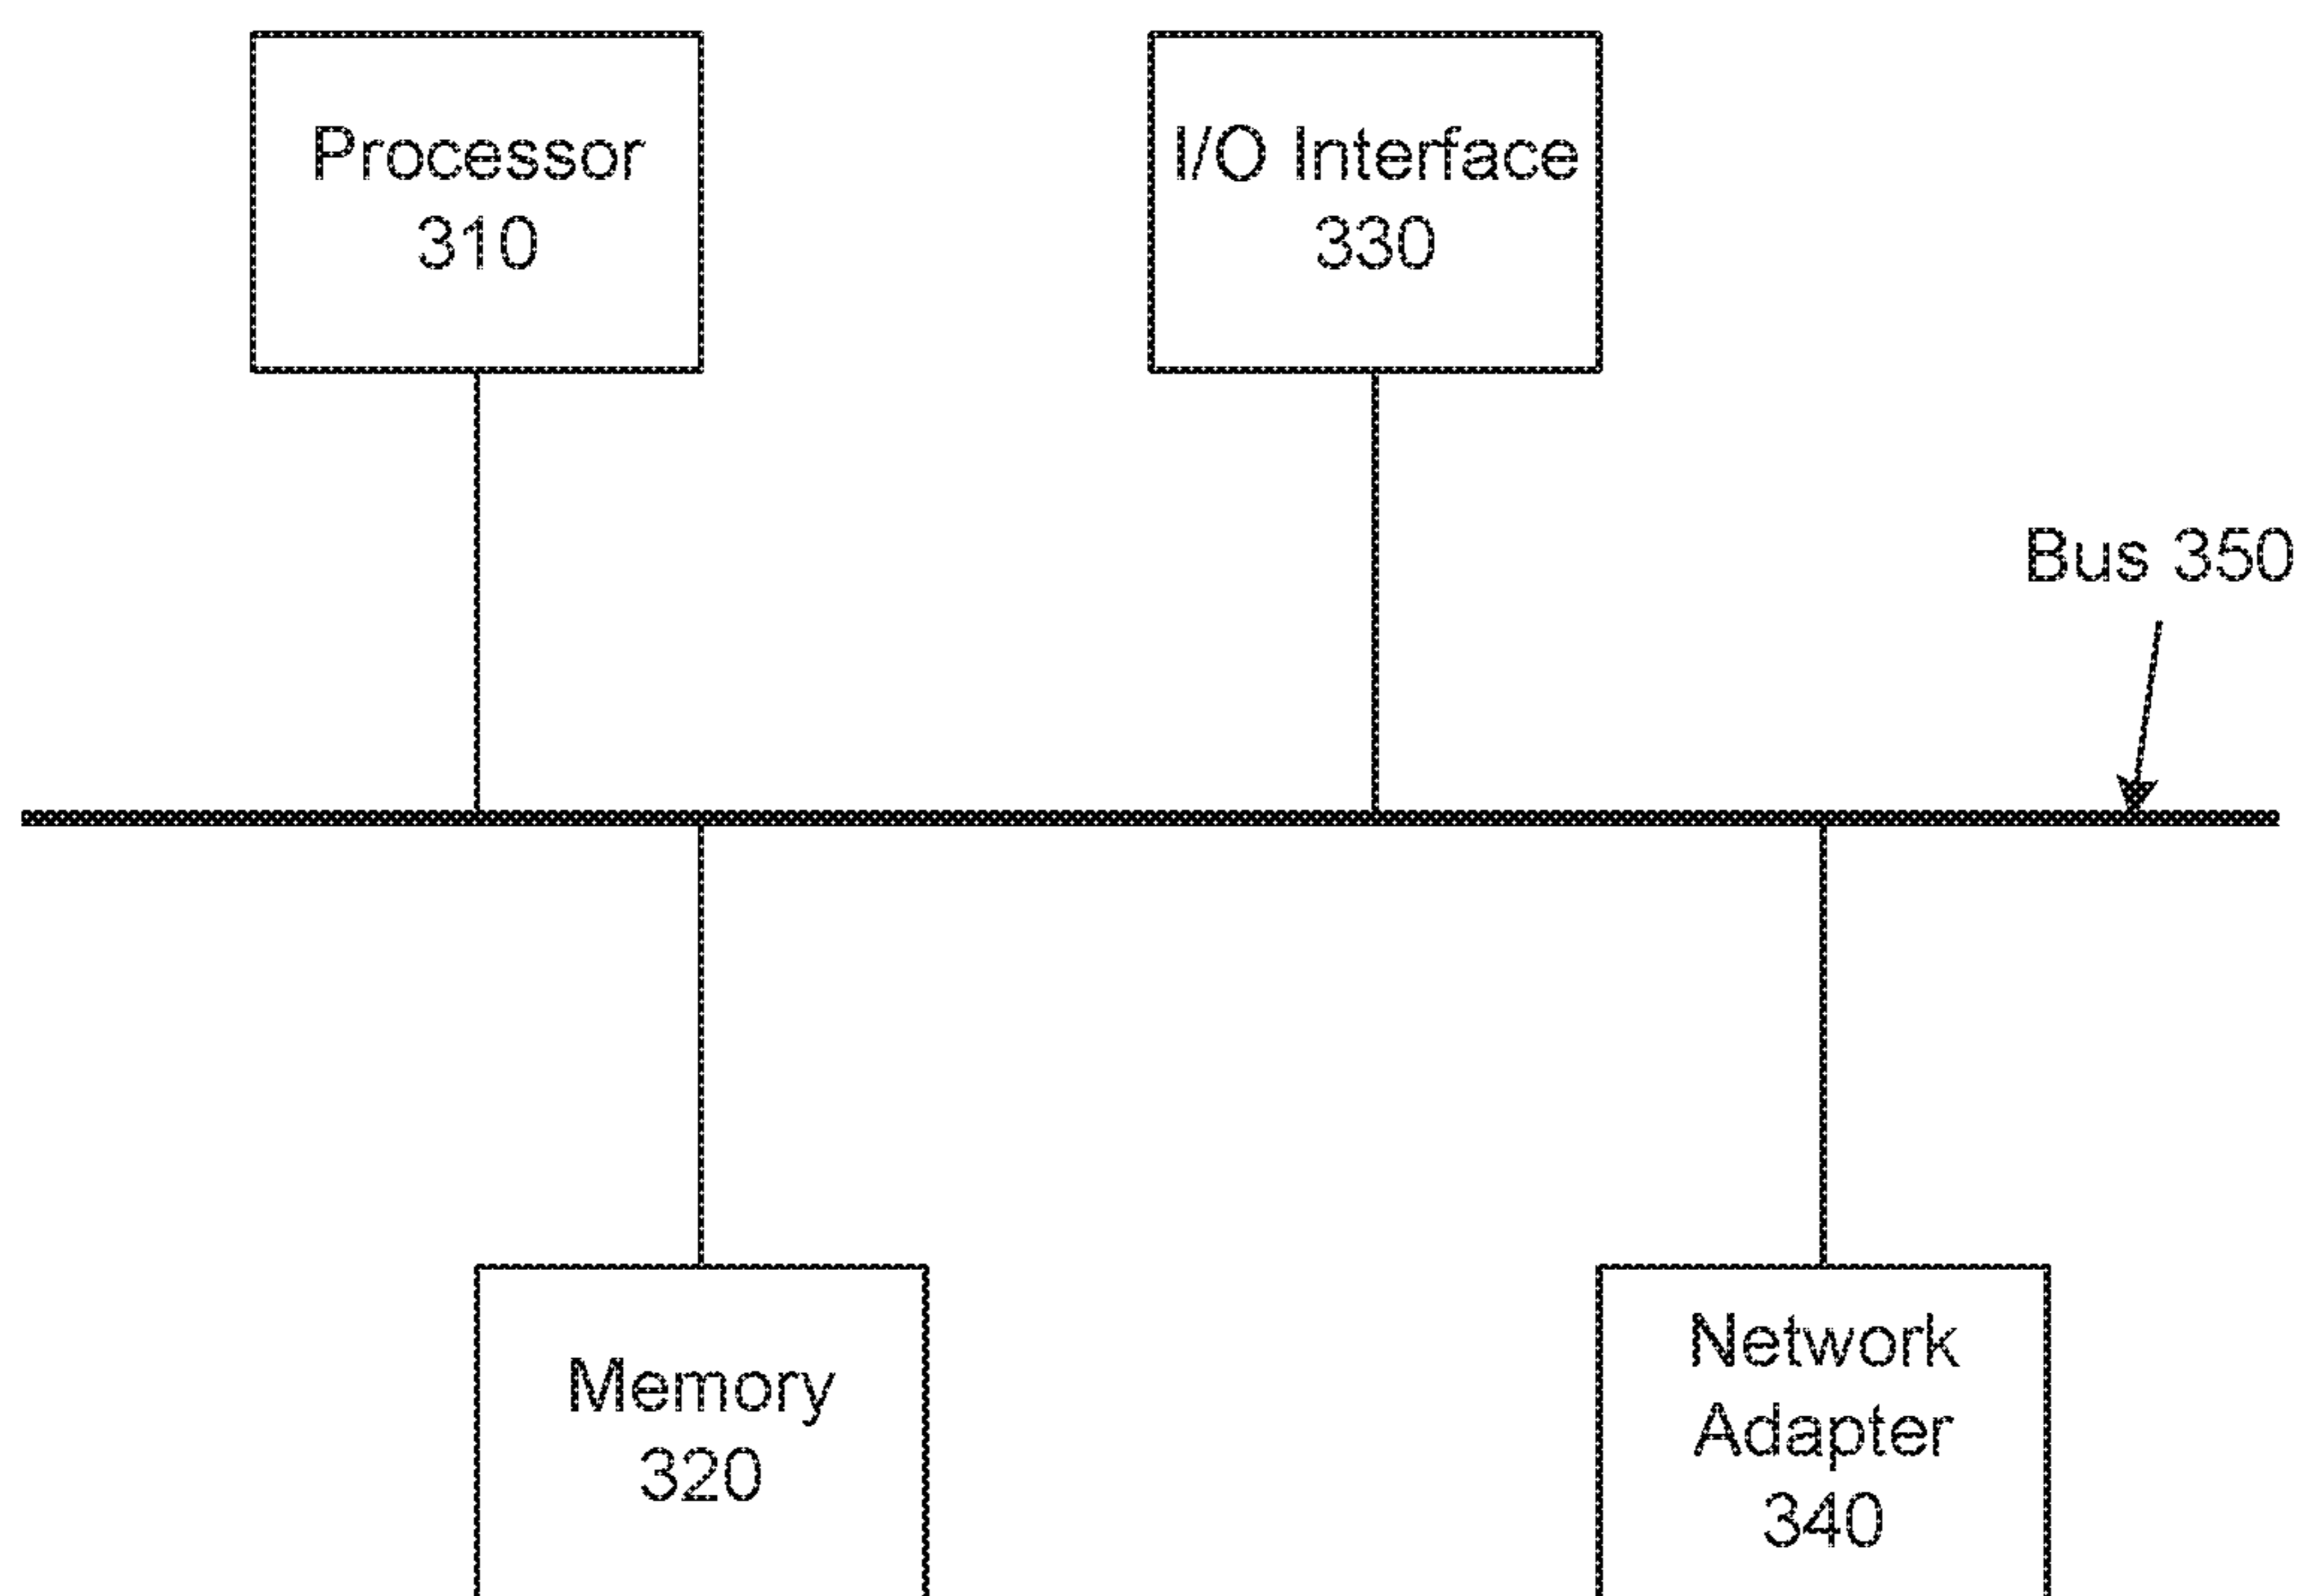 Processor
310
I/O Interface
330
Bus 350
Memory
320
Network
Adapter
340